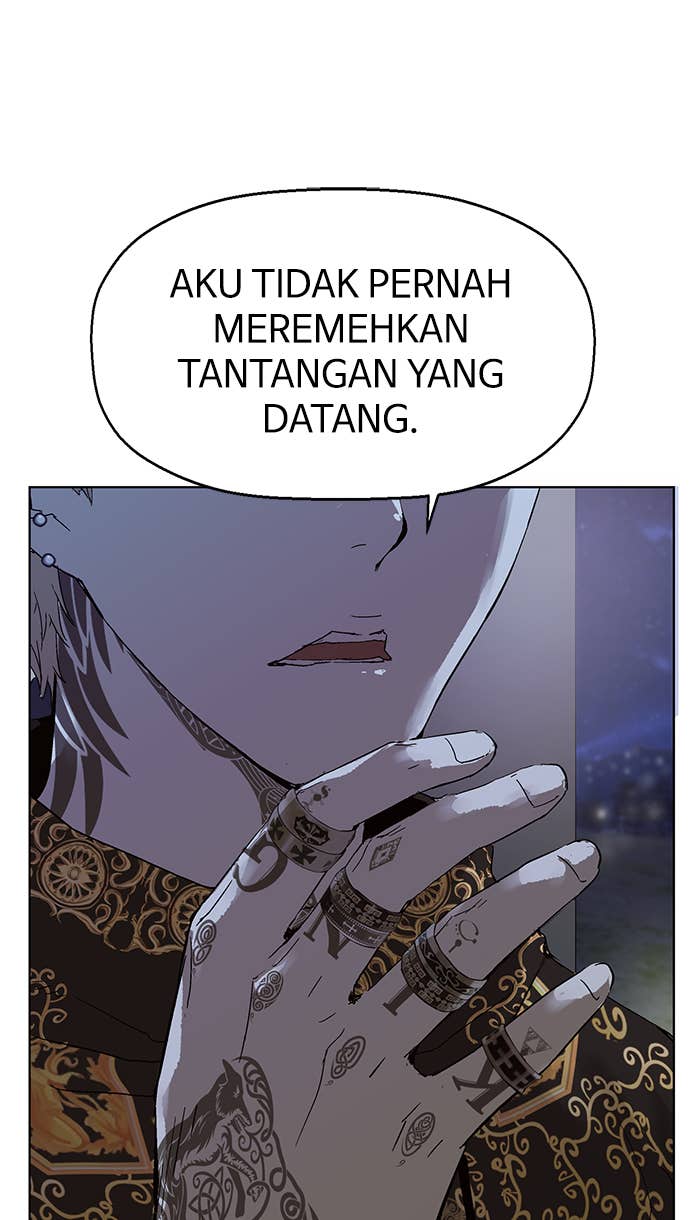 AKU TIDAK PERNAH
MEREMEHKAN
TANTANGAN YANG
DATANG.
K I N G